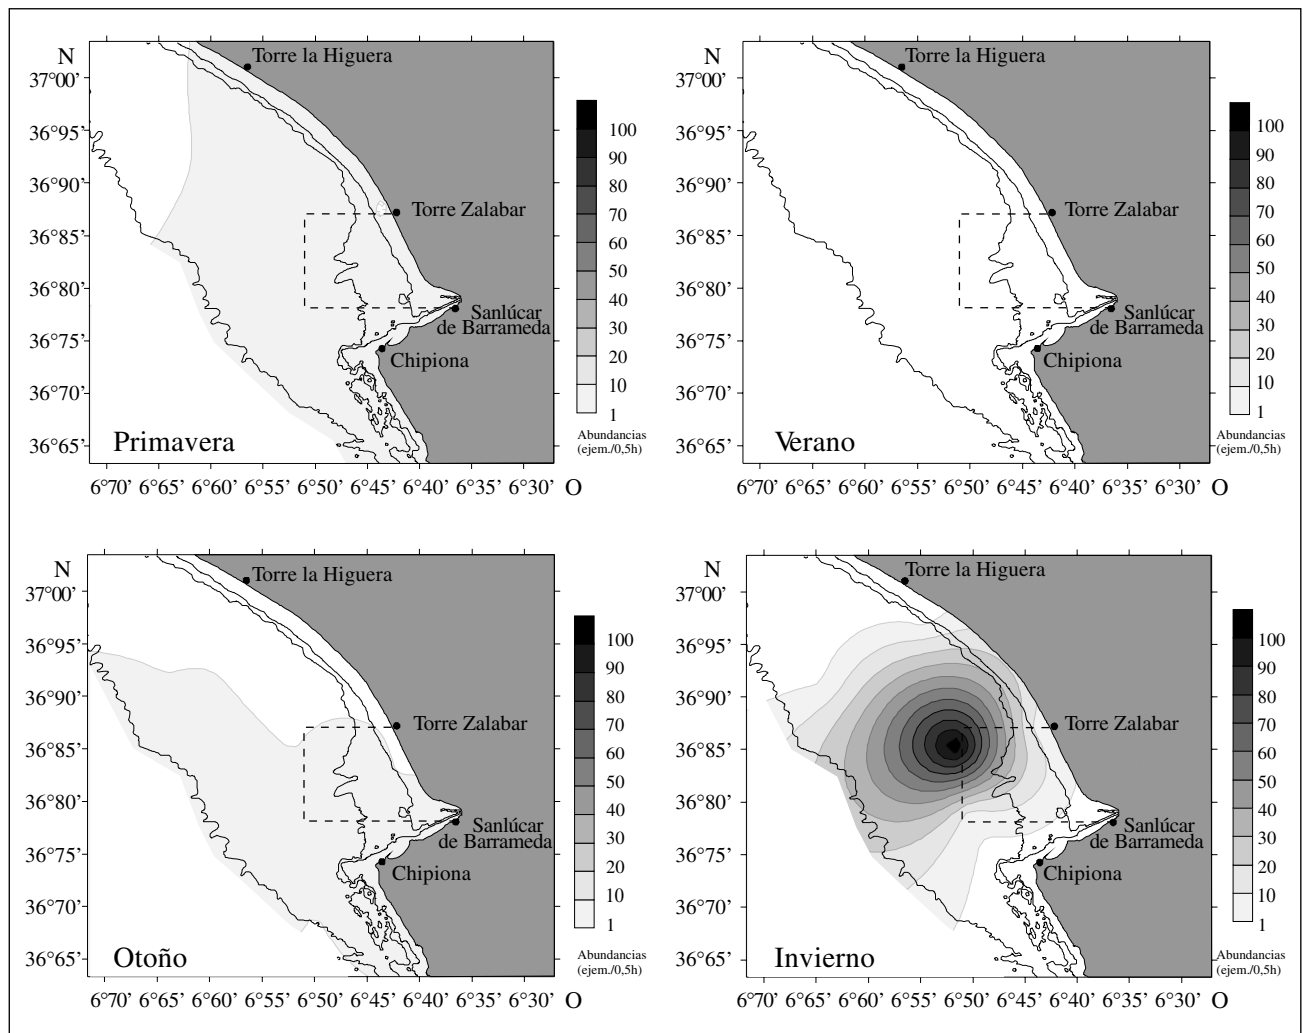 N
Torre la Higuera
37°00’
36°95’
36°90’
36°85’
36°80’
36°75’
36°70’
36°65’
Torre Zalabar
Sanlúcar
de Barrameda
Chipiona
Primavera
100
90
80
70
60
50
40
30
20
10
1
Abundancias
(ejem./0,5h)
6°70’ 6°65’ 6°60’ 6°55’ 6°50’ 6°45’ 6°40’ 6°35’ 6°30’ O
N
Torre la Higuera
37°00’
36°95’
36°90’
36°85’
36°80’
36°75’
36°70’
36°65’
Torre Zalabar
Sanlúcar
de Barrameda
Chipiona
Verano
100
90
80
70
60
50
40
30
20
10
1
Abundancias
(ejem./0,5h)
6°70’ 6°65’ 6°60’ 6°55’ 6°50’ 6°45’ 6°40’ 6°35’ 6°30’ O
N
Torre la Higuera
37°00’
36°95’
36°90’
36°85’
36°80’
36°75’
36°70’
36°65’
Torre Zalabar
Sanlúcar
de Barrameda
Chipiona
Otoño
100
90
80
70
60
50
40
30
20
10
1
Abundancias
(ejem./0,5h)
6°70’ 6°65’ 6°60’ 6°55’ 6°50’ 6°45’ 6°40’ 6°35’ 6°30’ O
N
Torre la Higuera
37°00’
36°95’
36°90’
36°85’
36°80’
36°75’
36°70’
36°65’
Torre Zalabar
Sanlúcar
de Barrameda
Chipiona
Invierno
100
90
80
70
60
50
40
30
20
10
1
Abundancias
(ejem./0,5h)
6°70’ 6°65’ 6°60’ 6°55’ 6°50’ 6°45’ 6°40’ 6°35’ 6°30’ O